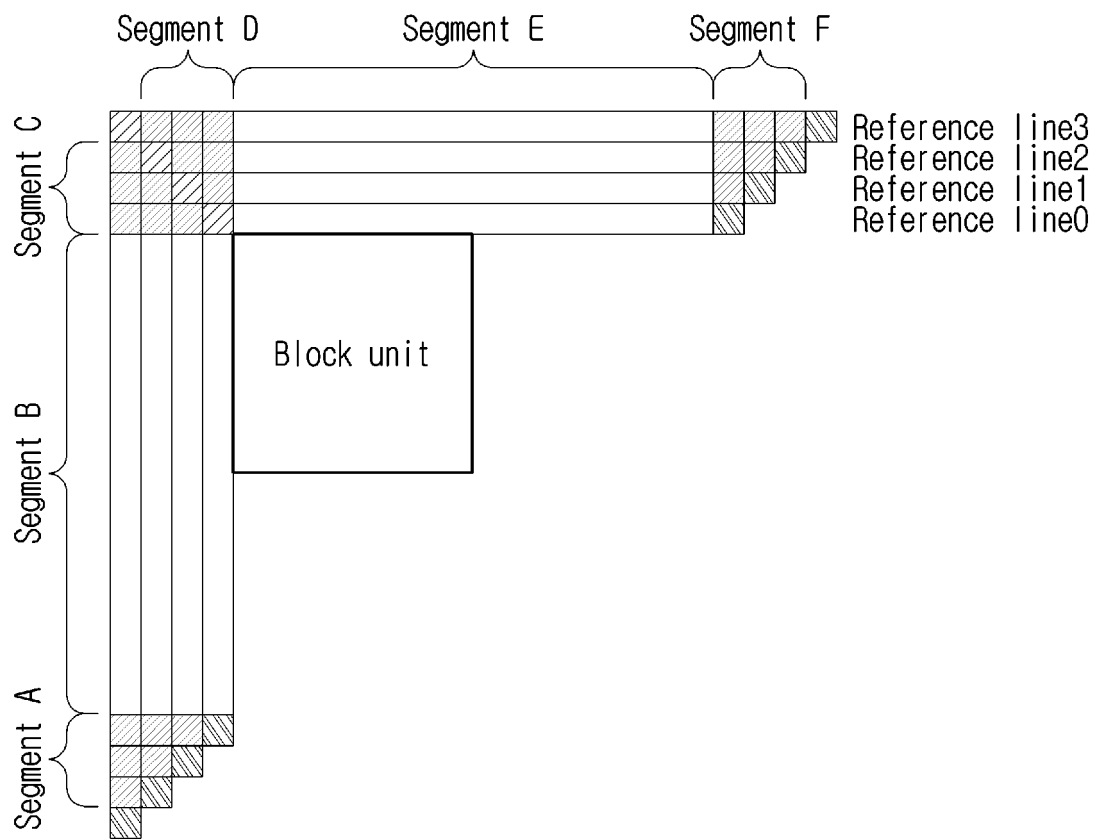 Segment D
Segment E
Segment F
Segment C
Reference line3
Reference line2
Reference line1
Reference line0
Block unit
Segment B
Segment A